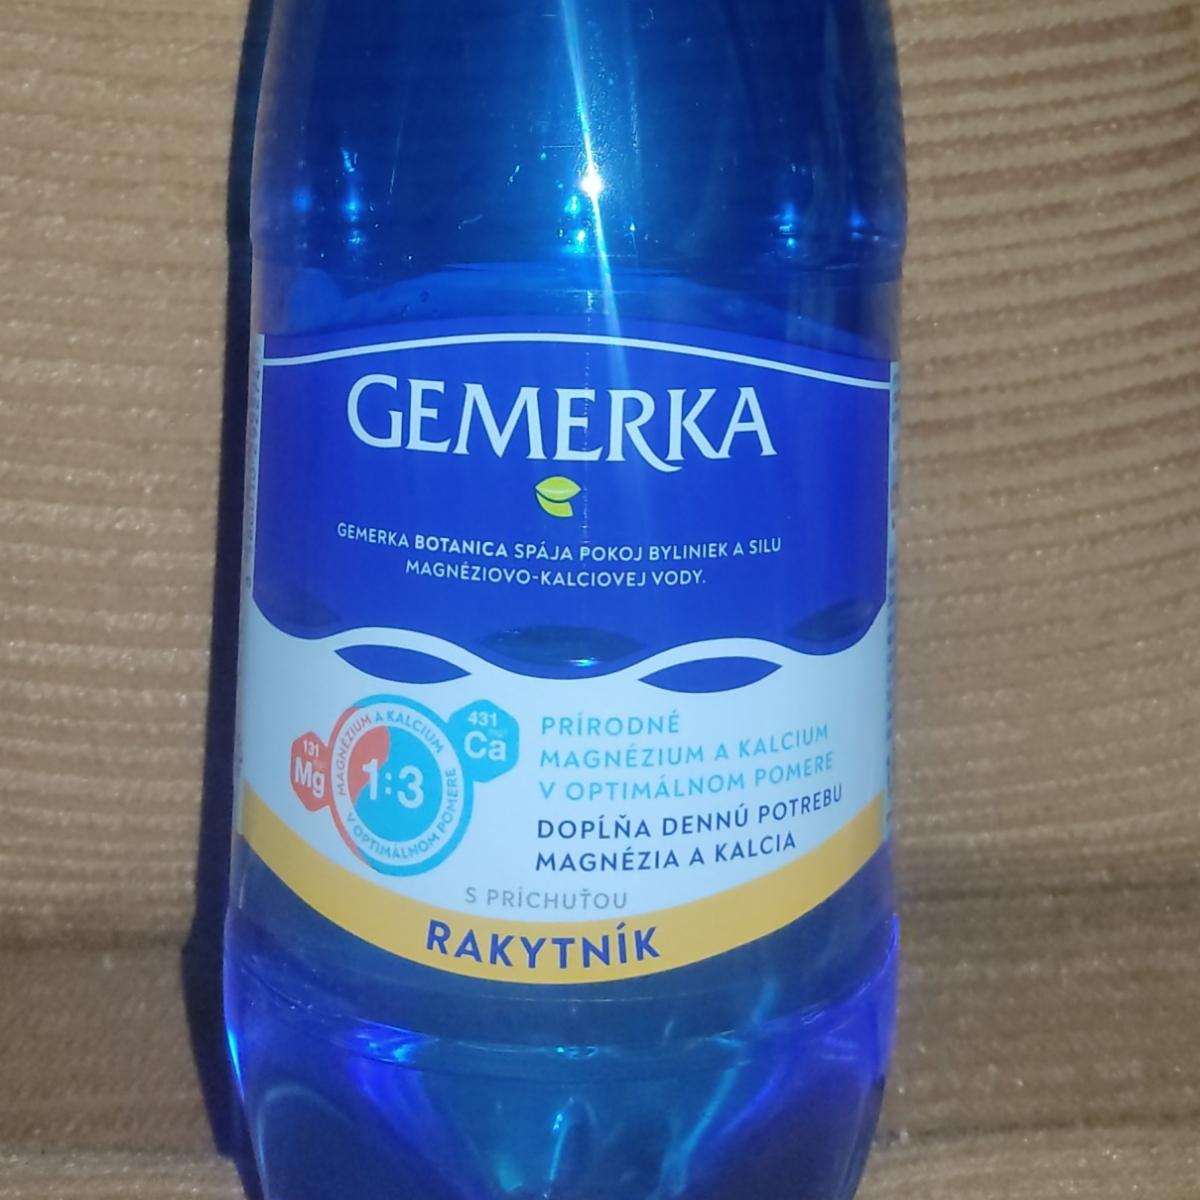 GEMERKA
GEMERKA BOTANICA SPÁJA POKOJ BYLINIEK A SILU
MAGNÉZIOVO-KALCIOVEJ VODY.
131
Mg
MAGNÉZIUM A KALCIUM
1:3
V OPTIMÁLNOM POMERE
431
Ca
PRÍRODNÉ
MAGNÉZIUM A KALCIUM
V OPTIMÁLNOM POMERE
DOPĹŇA DENNÚ POTREBU
MAGNÉZIA A KALCIA
S PRÍCHUŤOU
RAKYTNÍK